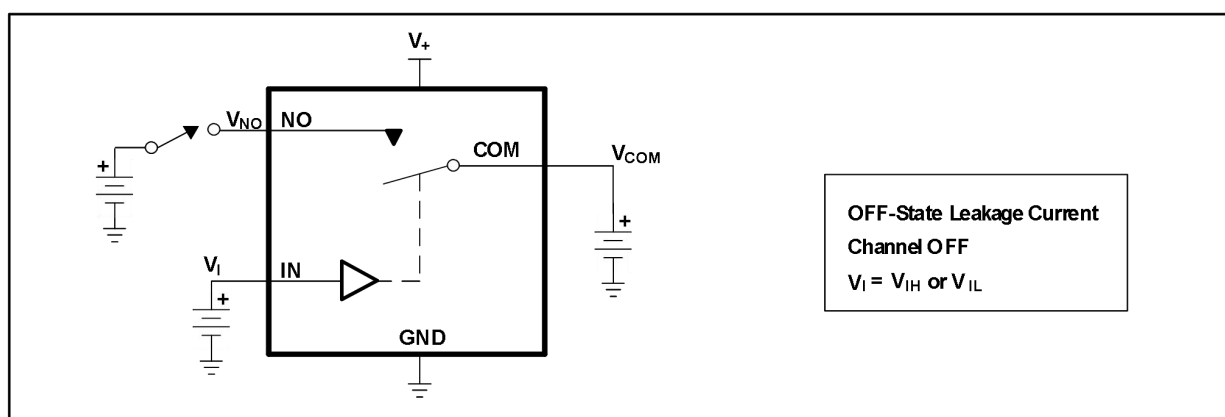 V+
VNO
NO
COM
VCOM
+
+
VI
IN
+
GND
OFF-State Leakage Current
Channel OFF
VI = VIH or VIL